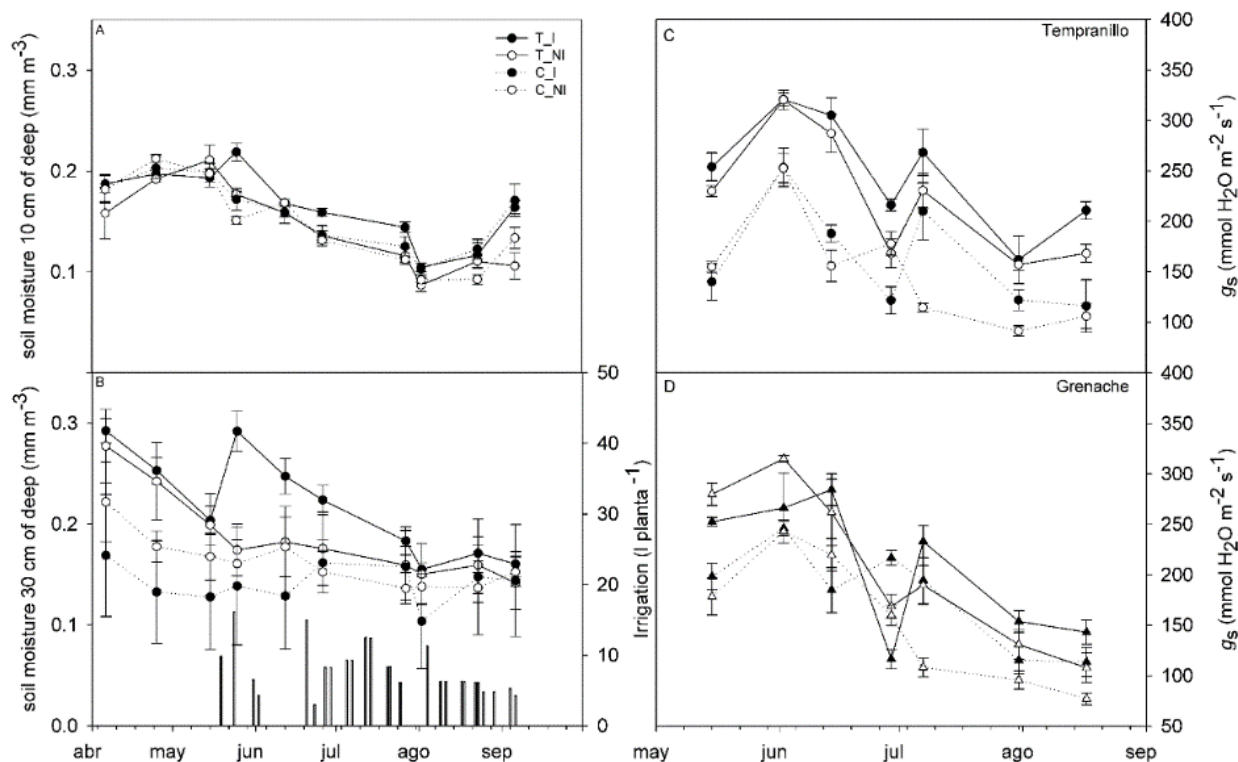 A
T_I
T_NI
C_I
C_NI
soil moisture 10 cm of deep (mm m-3)
0.3
0.2
0.1
C
Tempranillo
400
350
300
250
200
150
100
gs (mmol H2O m-2 s-1)
B
soil moisture 30 cm of deep (mm m-3)
0.3
0.2
0.1
0.0
50
40
30
20
10
0
Irrigation (l planta -1)
abr
may
jun
jul
ago
sep
D
Grenache
400
350
300
250
200
150
100
50
gs (mmol H2O m-2 s-1)
may
jun
jul
ago
sep